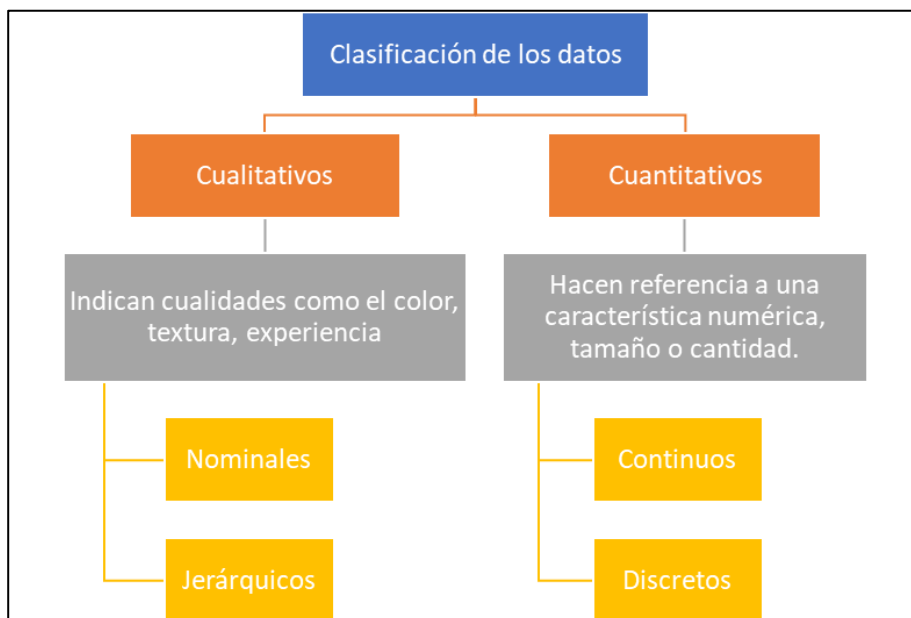 Clasificación de los datos
Cualitativos
Cuantitativos
Indican cualidades como el color,
textura, experiencia
Hacen referencia a una
característica numérica,
tamaño o cantidad.
Nominales
Continuos
Jerárquicos
Discretos